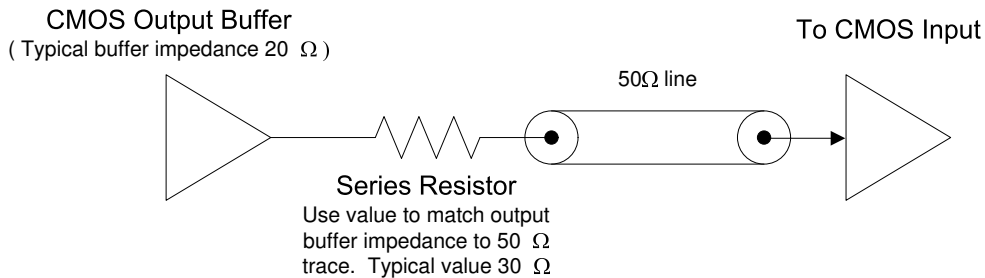 CMOS Output Buffer
( Typical buffer impedance 20 Ω )
To CMOS Input
50Ω line
Series Resistor
Use value to match output
buffer impedance to 50 Ω
trace. Typical value 30 Ω